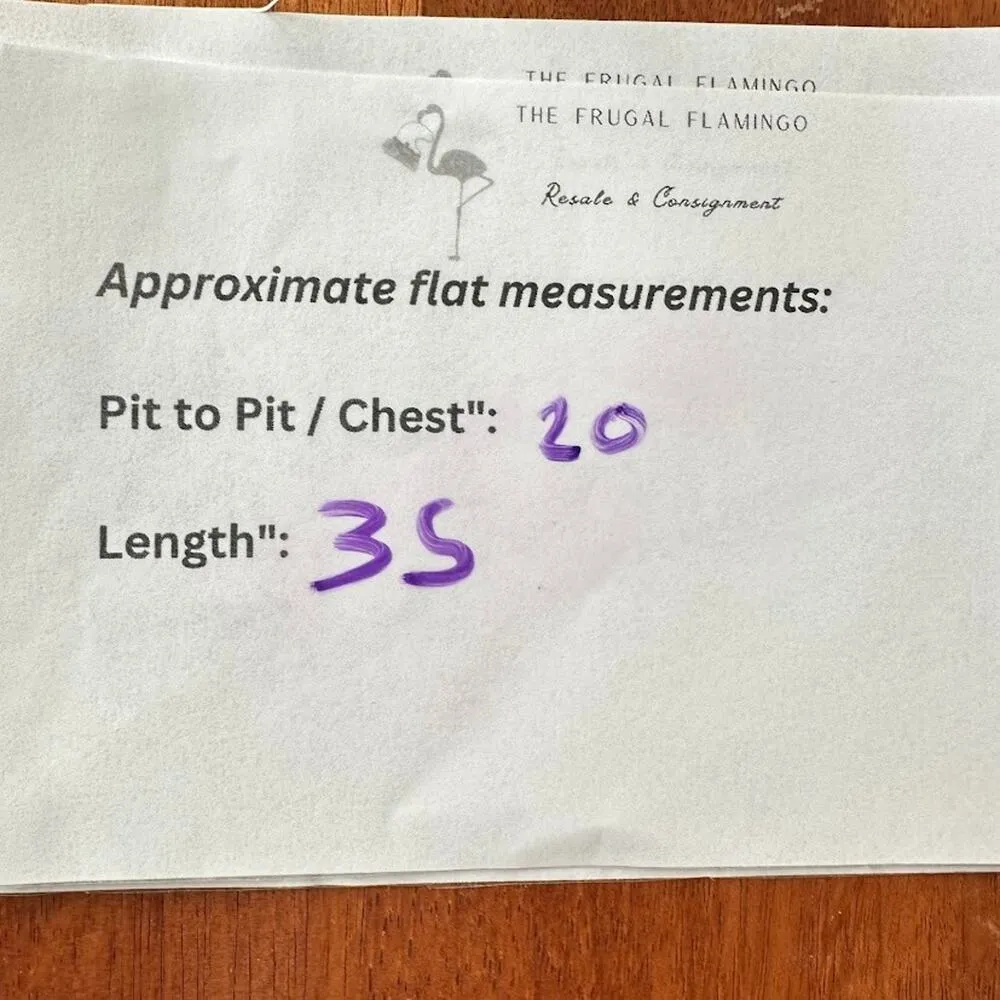 THE FRUGAL FLAMINGO
THE FRUGAL FLAMINGO
Resale & Consignment
Approximate flat measurements:
Pit to Pit / Chest": 20
Length": 35